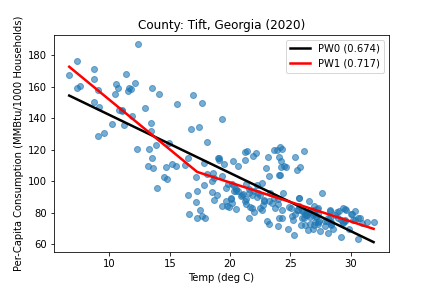 County: Tift, Georgia (2020)
PW0 (0.674)
PW1 (0.717)
Per-Capita Consumption (MMBtu/1000 Households)
180
160
140
120
100
80
60
10 15 20 25 30
Temp (deg C)